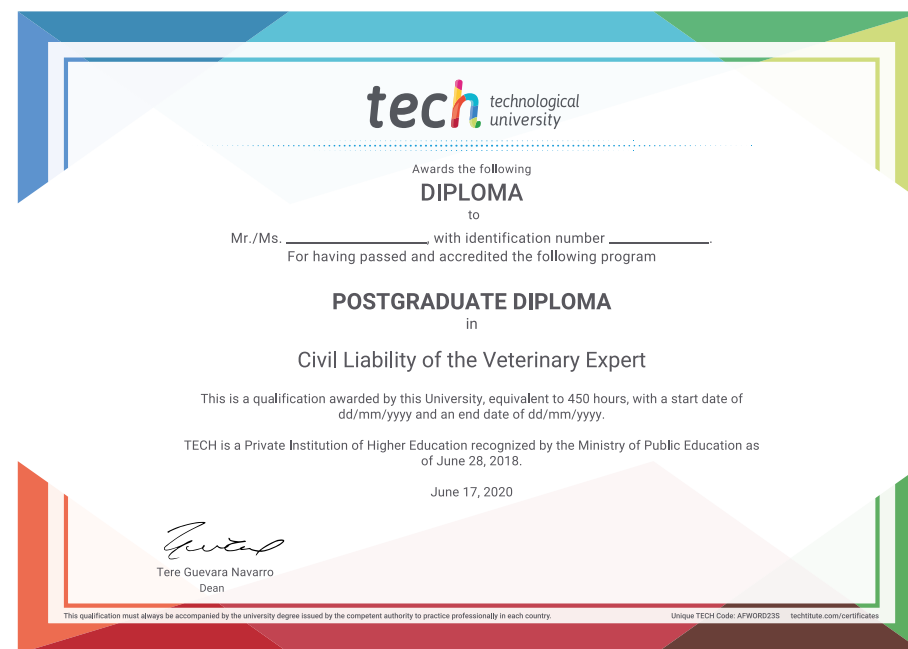 tech technological
university
Awards the following
DIPLOMA
to
Mr./Ms. ____________________, with identification number ______________.
For having passed and accredited the following program
POSTGRADUATE DIPLOMA
in
Civil Liability of the Veterinary Expert
This is a qualification awarded by this University, equivalent to 450 hours, with a start date of
dd/mm/yyyy and an end date of dd/mm/yyyy.
TECH is a Private Institution of Higher Education recognized by the Ministry of Public Education as
of June 28, 2018.
June 17, 2020
Tere Guevara Navarro
Dean
This qualification must always be accompanied by the university degree issued by the competent authority to practice professionally in each country. Unique TECH Code: AFWORD23S techtitute.com/certificates